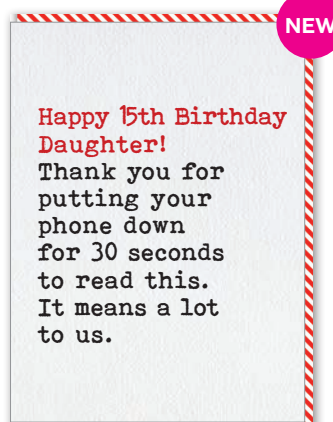 NEW
Happy 15th Birthday
Daughter!
Thank you for
putting your
phone down
for 30 seconds
to read this.
It means a lot
to us.